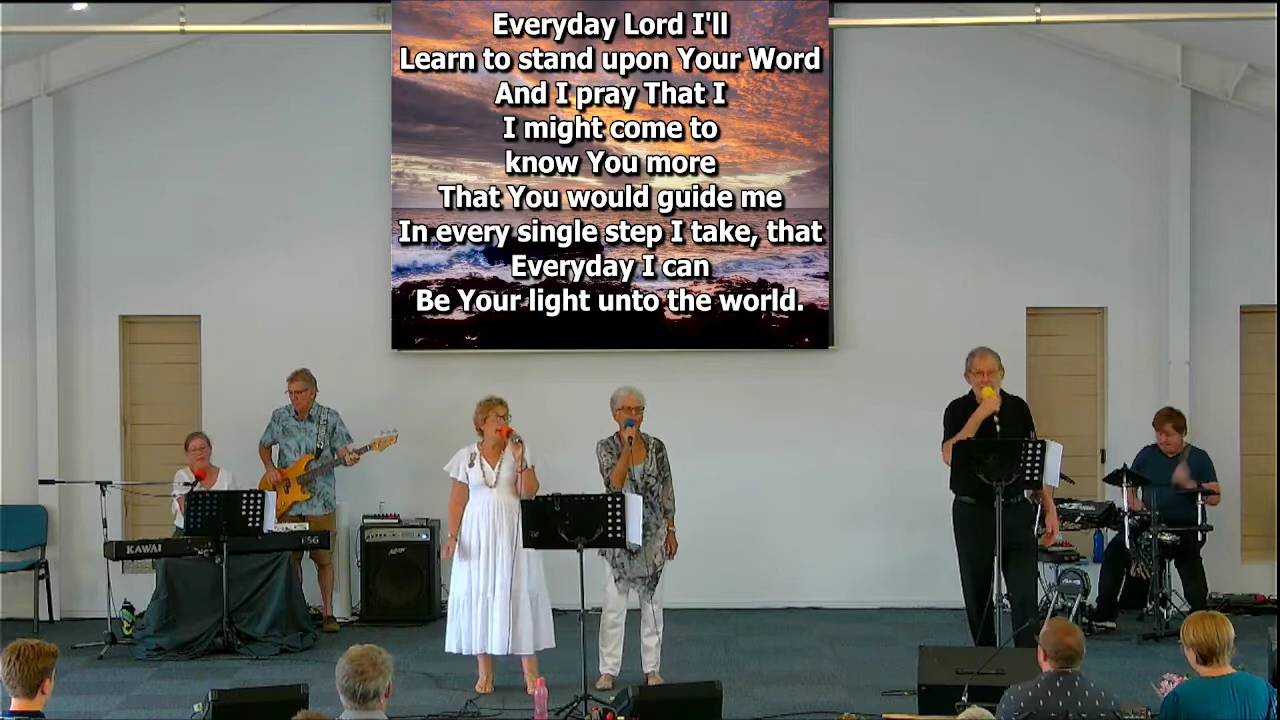 Everyday Lord I'll
Learn to stand upon Your Word
And I pray That I
I might come to
know You more
That You would guide me
In every single step I take, that
Everyday I can
Be Your light unto the world.
KAWAI